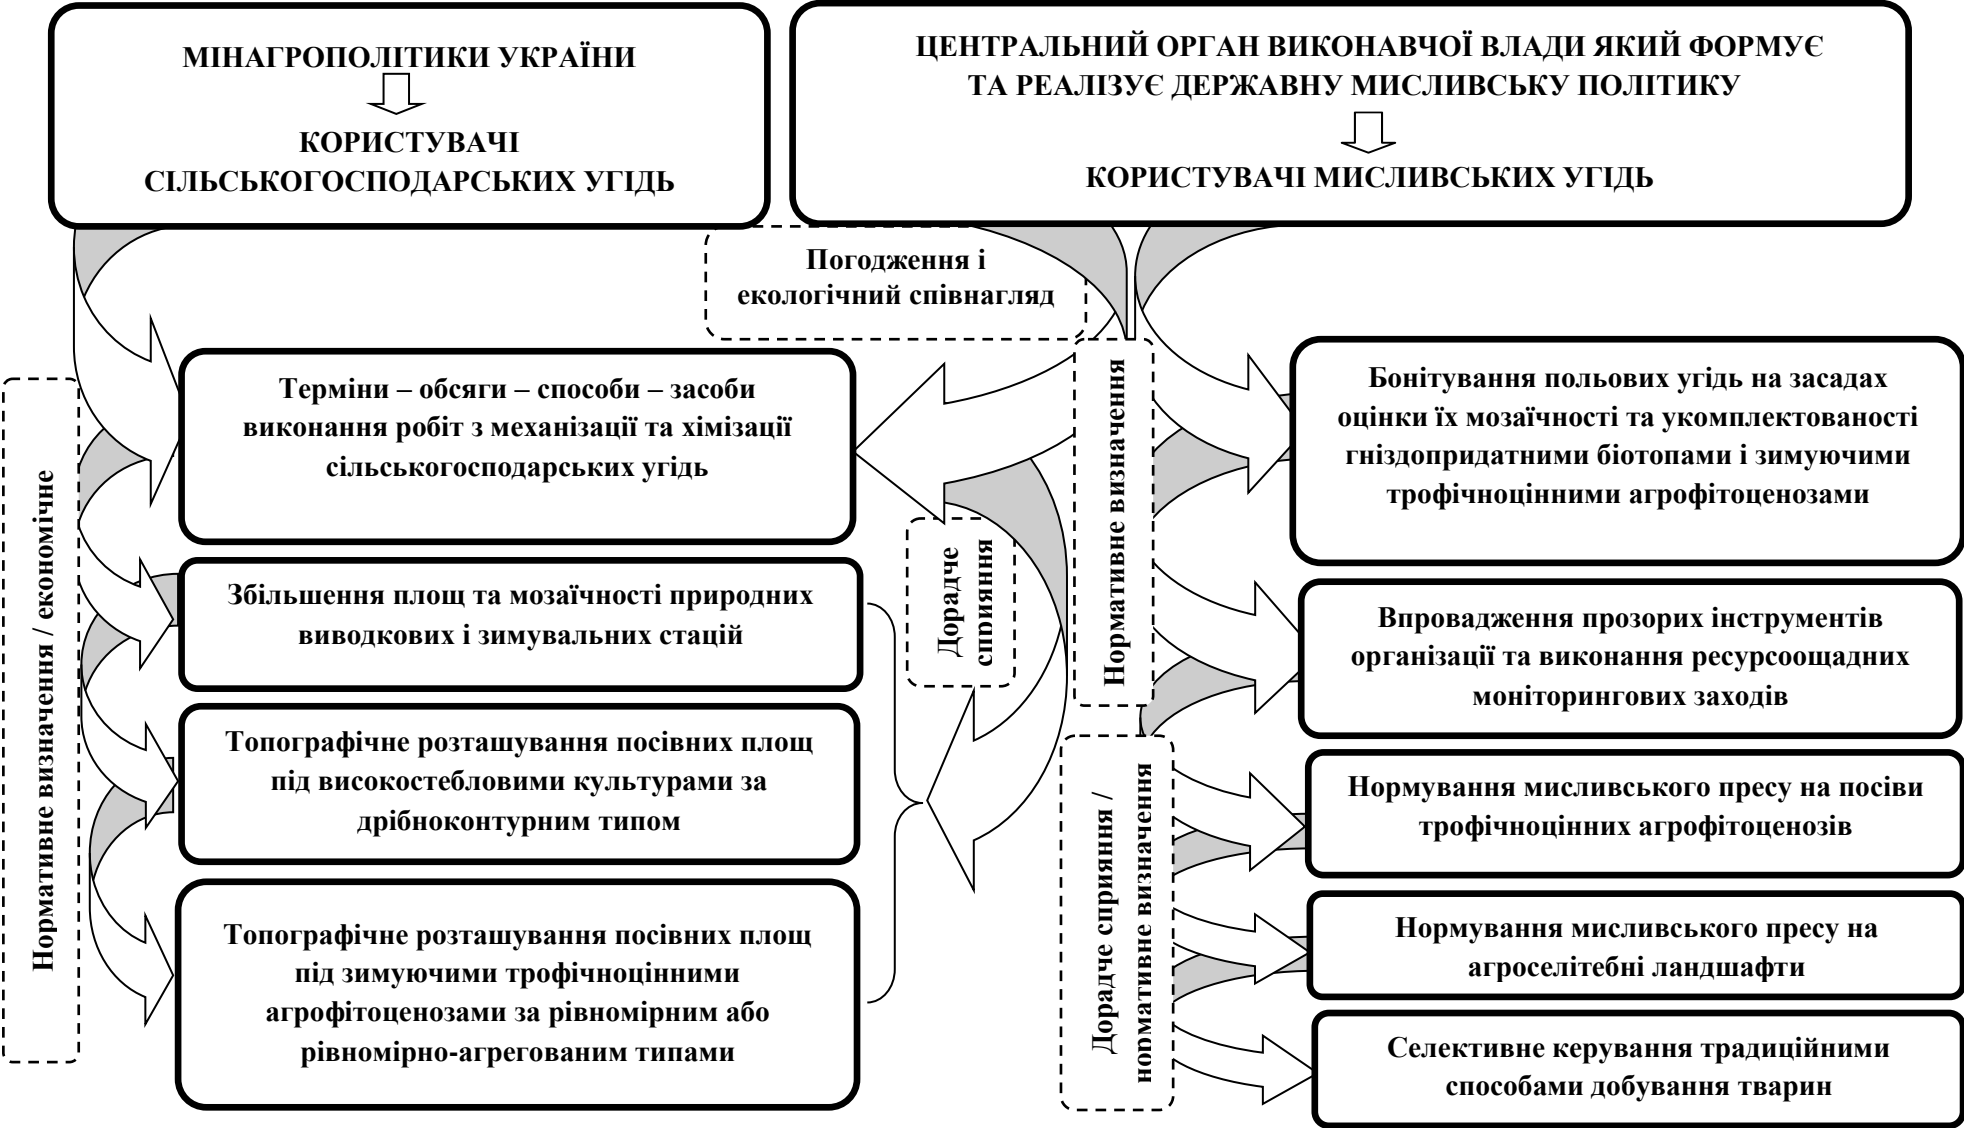 МІНАГРОПОЛІТИКИ УКРАЇНИ
КОРИСТУВАЧІ
СІЛЬСЬКОГОСПОДАРСЬКИХ УГІДЬ
ЦЕНТРАЛЬНИЙ ОРГАН ВИКОНАВЧОЇ ВЛАДИ ЯКИЙ ФОРМУЄ
ТА РЕАЛІЗУЄ ДЕРЖАВНУ МИСЛИВСЬКУ ПОЛІТИКУ
КОРИСТУВАЧІ МИСЛИВСЬКИХ УГІДЬ
Погодження і
екологічний співнагляд
Нормативне визначення / економічне
Терміни – обсяги – способи – засоби
виконання робіт з механізації та хімізації
сільськогосподарських угідь
Збільшення площ та мозаїчності природних
виводкових і зимувальних стацій
Топографічне розташування посівних площ
під високостебловими культурами за
дрібноконтурним типом
Топографічне розташування посівних площ
під зимуючими трофічноцінними
агрофітоценозами за рівномірним або
рівномірно-агрегованим типами
Дорадче
сприяння
Нормативне визначення
Дорадче сприяння /
нормативне визначення
Бонітування польових угідь на засадах
оцінки їх мозаїчності та укомплектованості
гніздопридатними біотопами і зимуючими
трофічноцінними агрофітоценозами
Впровадження прозорих інструментів
організації та виконання ресурсоощадних
моніторингових заходів
Нормування мисливського пресу на посіви
трофічноцінних агрофітоценозів
Нормування мисливського пресу на
агроселітебні ландшафти
Селективне керування традиційними
способами добування тварин